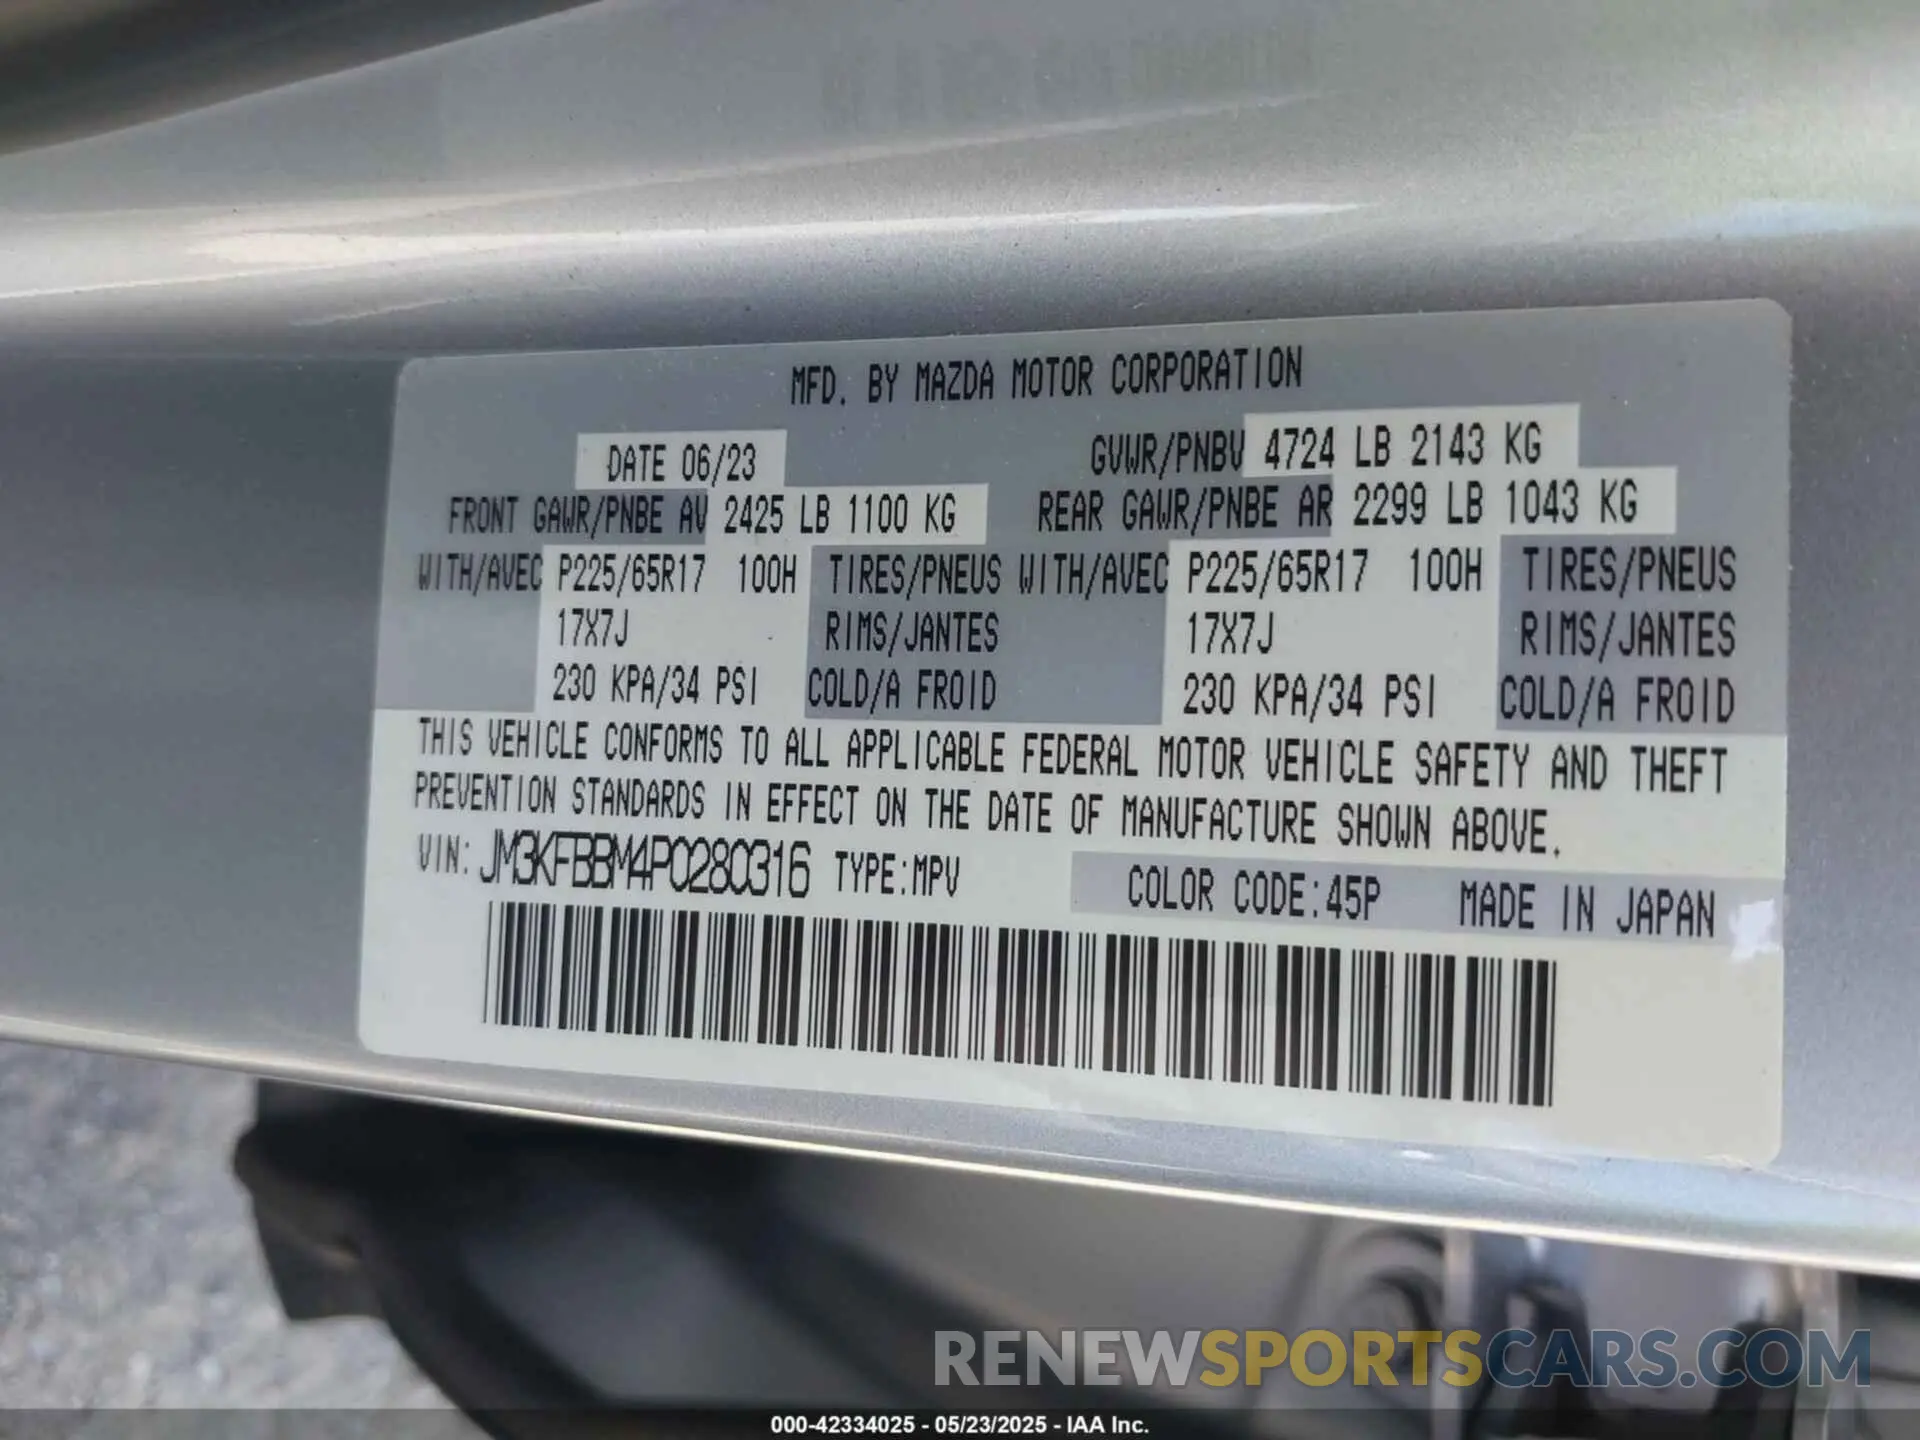 MFD. BY MAZDA MOTOR CORPORATION
DATE 06/23 GVWR/PNBV 4724 LB 2143 KG
FRONT GAWR/PNBE AV 2425 LB 1100 KG REAR GAWR/PNBE AR 2299 LB 1043 KG
WITH/AVEC P225/65R17 100H TIRES/PNEUS WITH/AVEC P225/65R17 100H TIRES/PNEUS
17X7J RIMS/JANTES 17X7J RIMS/JANTES
230 KPA/34 PSI COLD/A FROID 230 KPA/34 PSI COLD/A FROID
THIS VEHICLE CONFORMS TO ALL APPLICABLE FEDERAL MOTOR VEHICLE SAFETY AND THEFT
PREVENTION STANDARDS IN EFFECT ON THE DATE OF MANUFACTURE SHOWN ABOVE.
VIN: JM3KFBBM4P0280316 TYPE:MPV COLOR CODE:45P MADE IN JAPAN
RENEWSPORTSCARS.COM
000-42334025 - 05/23/2025 - IAA Inc.